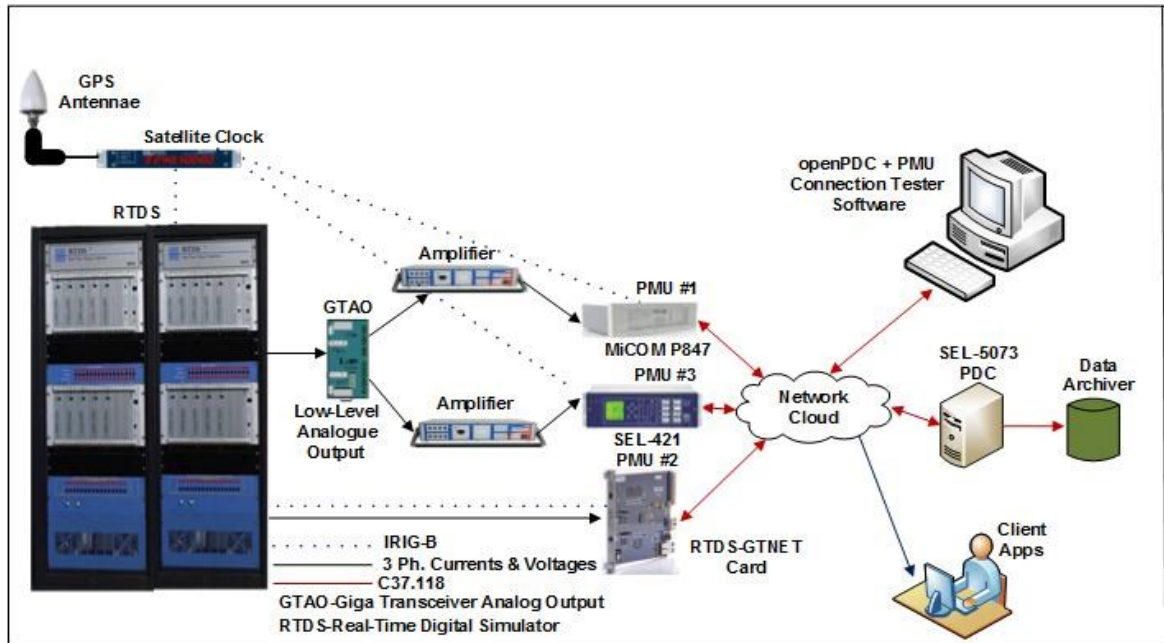 GPS
Antennae
Satellite Clock
RTDS
Amplifier
GTAO
Low-Level
Analogue
Output
Amplifier
PMU #1
MiCOM P847
PMU #3
SEL-421
PMU #2
RTDS-GTNET
Card
Network
Cloud
openPDC + PMU
Connection Tester
Software
SEL-5073
PDC
Data
Archiver
Client
Apps
IRIG-B
3 Ph. Currents & Voltages
C37.118
GTAO-Giga Transceiver Analog Output
RTDS-Real-Time Digital Simulator